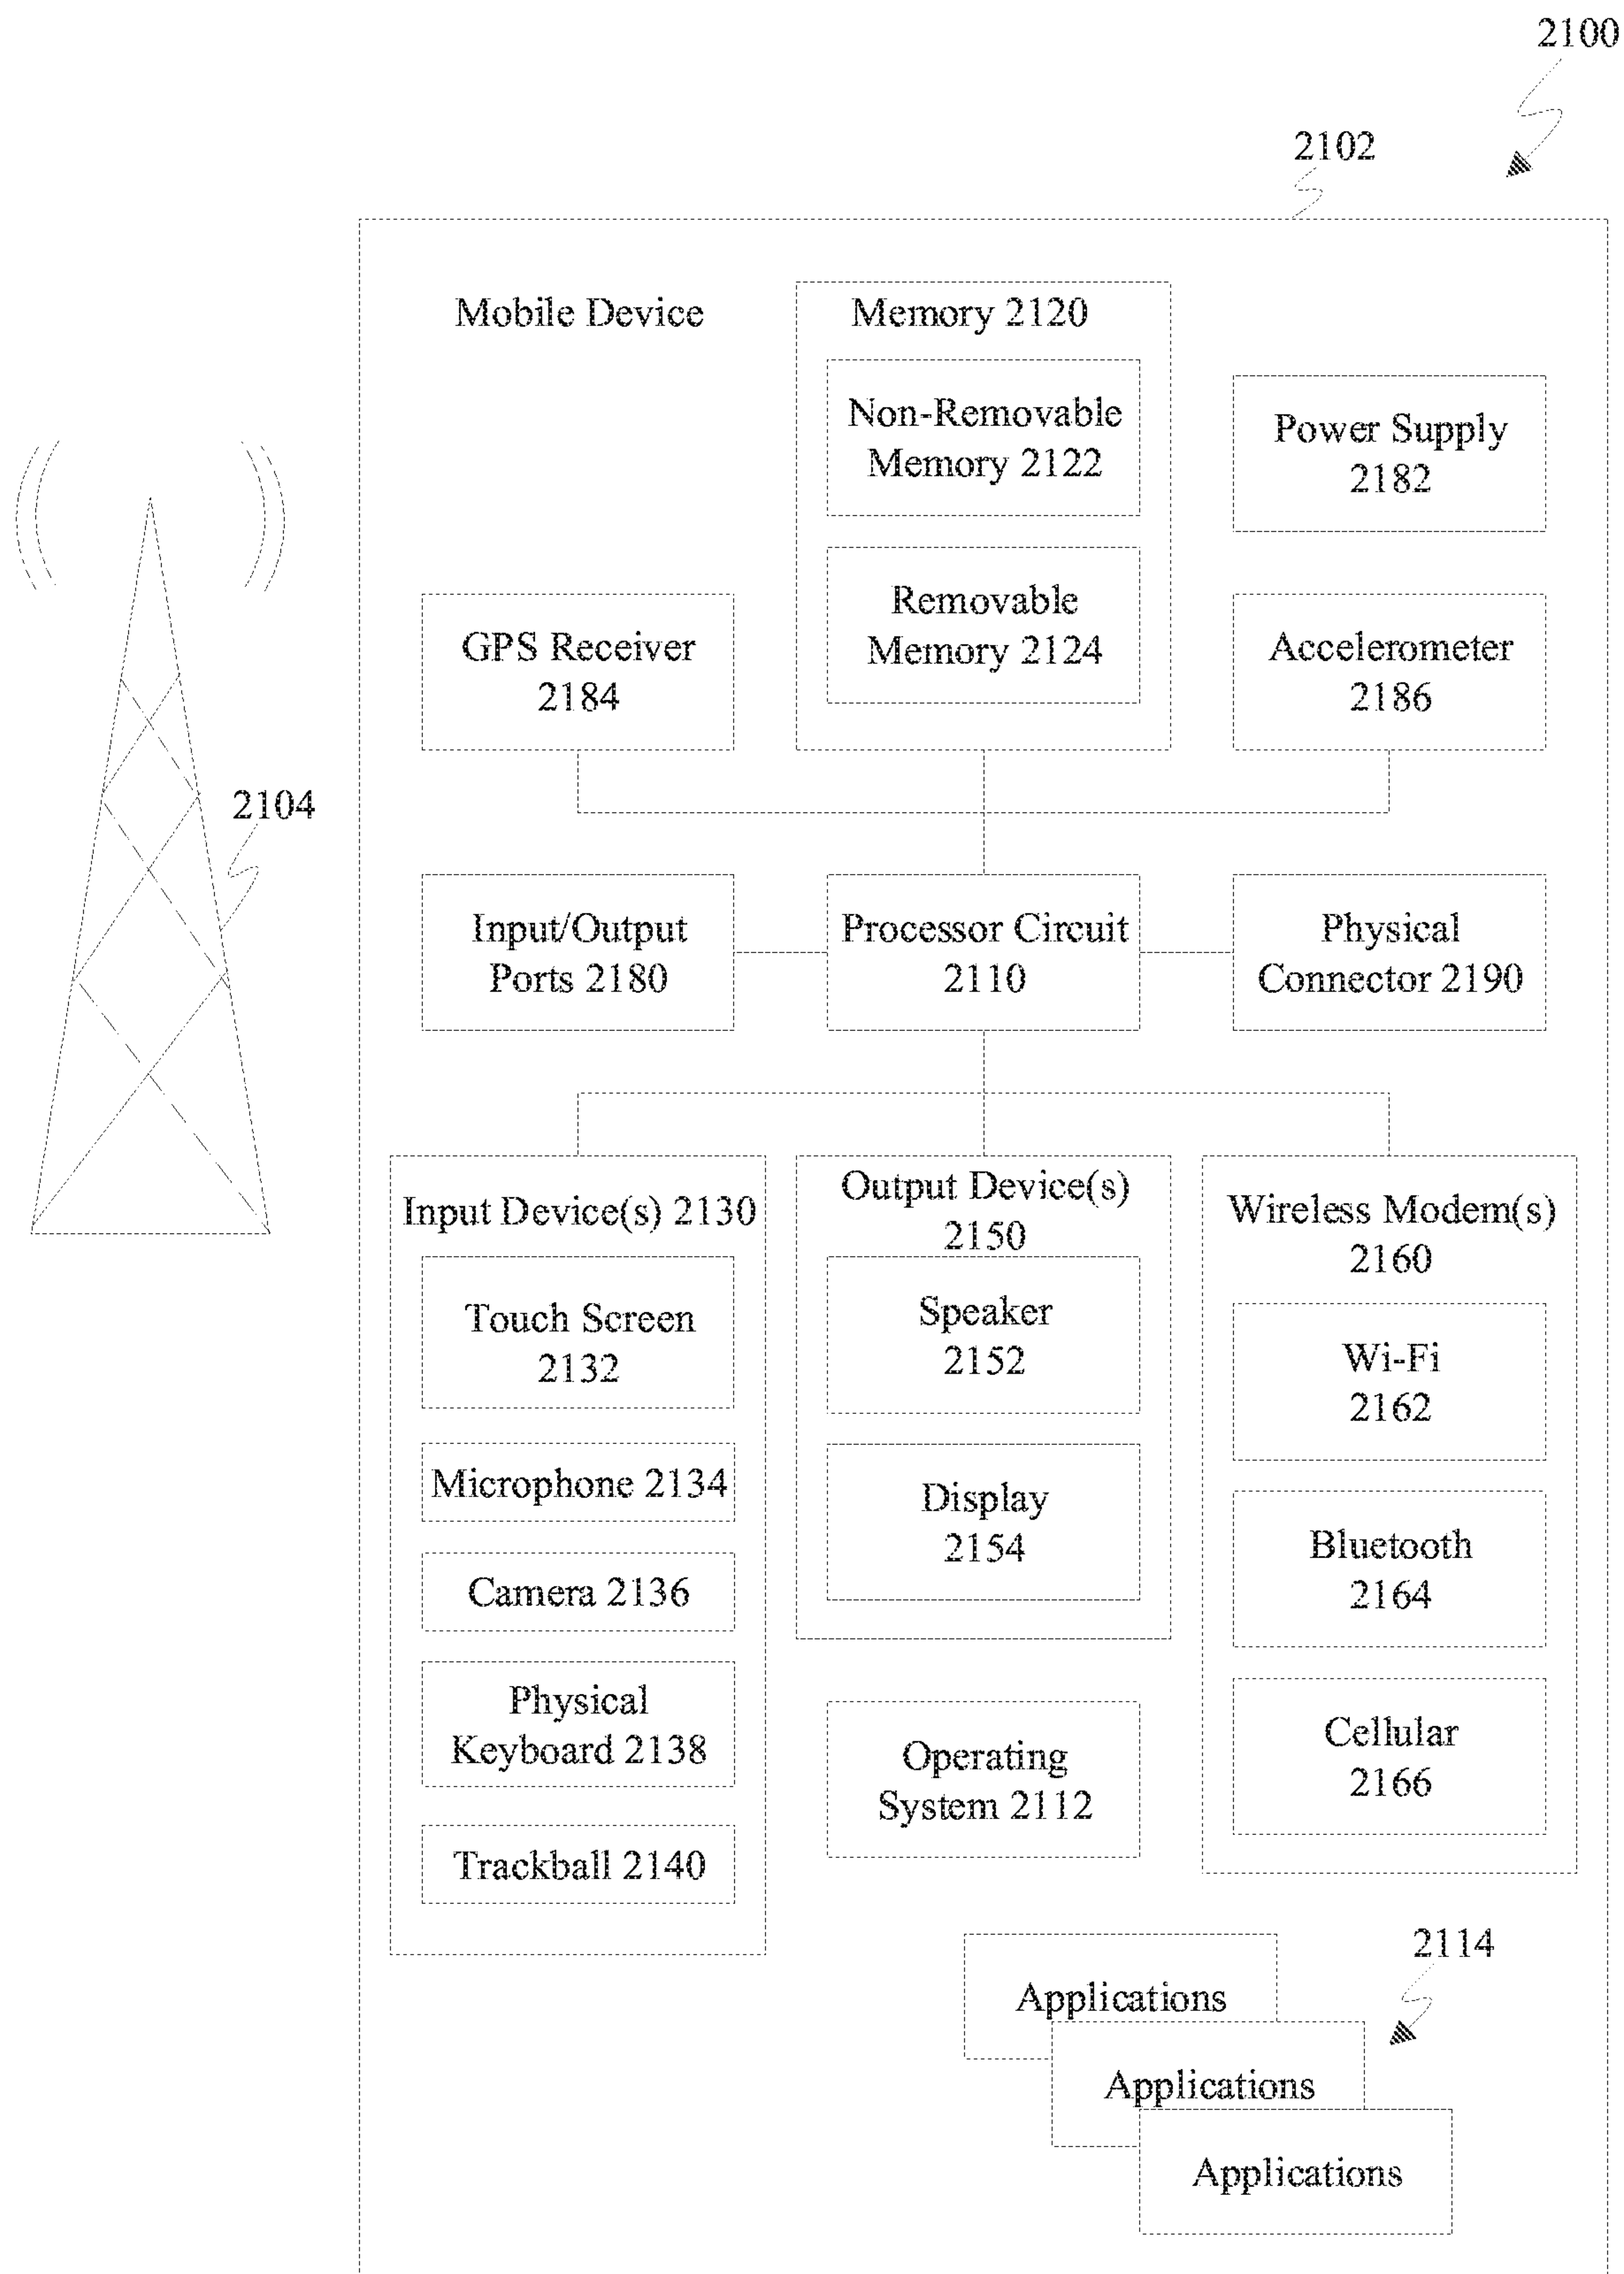 2100
2102
Mobile Device
Memory 2120
Non-Removable
Memory 2122
Power Supply
2182
Removable
Memory 2124
GPS Receiver
2184
Accelerometer
2186
2104
Input/Output
Ports 2180
Processor Circuit
2110
Physical
Connector 2190
Input Device(s) 2130
Touch Screen
2132
Microphone 2134
Camera 2136
Physical
Keyboard 2138
Trackball 2140
Output Device(s)
2150
Speaker
2152
Display
2154
Operating
System 2112
Wireless Modem(s)
2160
Wi-Fi
2162
Bluetooth
2164
Cellular
2166
2114
Applications
Applications
Applications